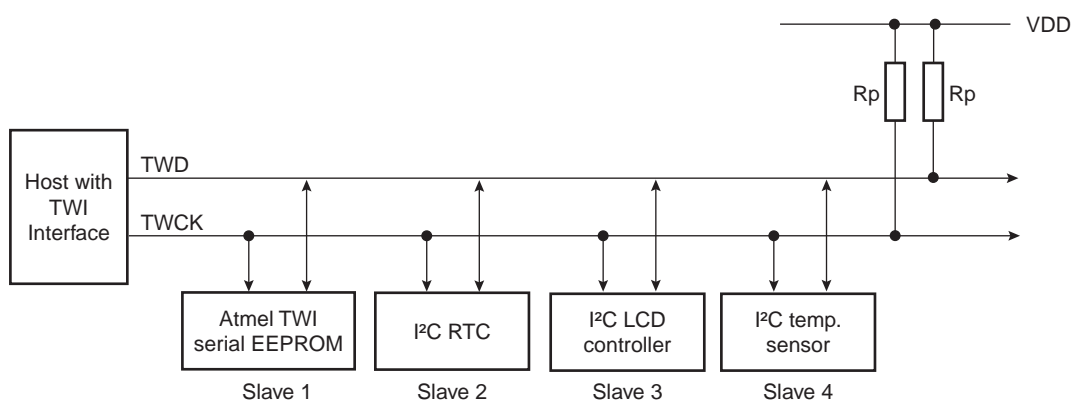 VDD
Rp Rp
Host with
TWI
Interface
TWD
TWCK
Atmel TWI
serial EEPROM
I²C RTC
I²C LCD
controller
I²C temp.
sensor
Slave 1 Slave 2 Slave 3 Slave 4